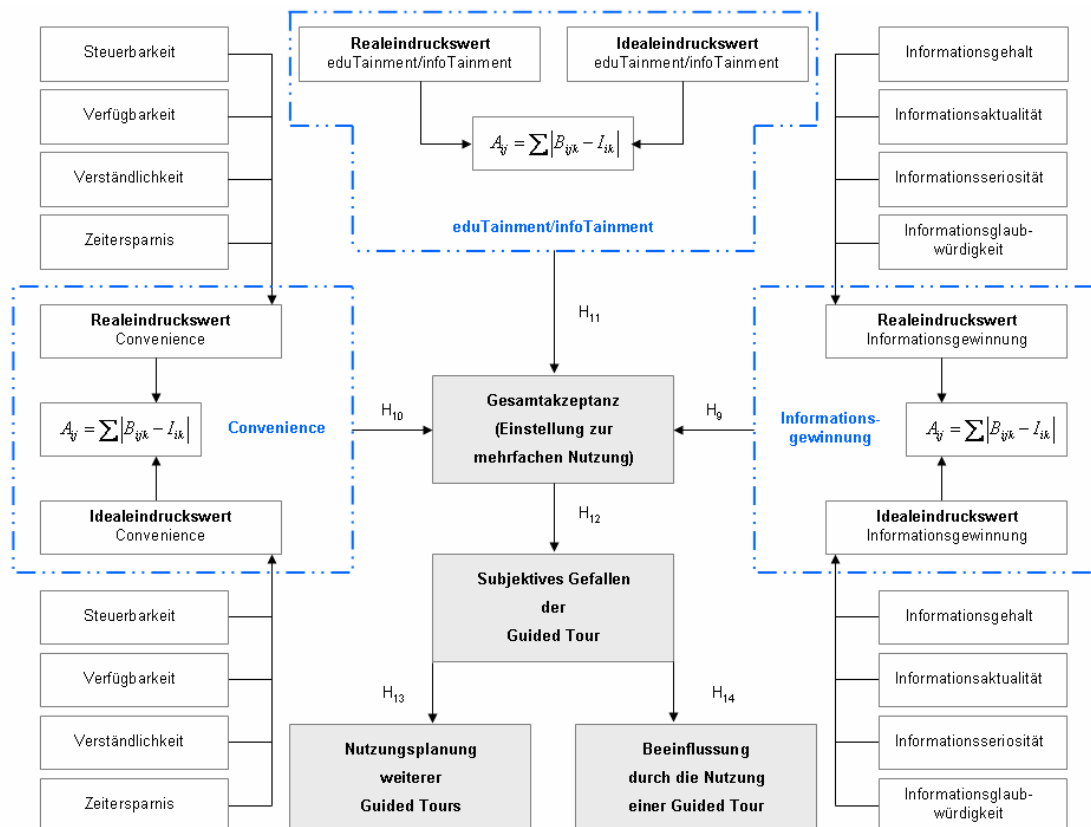 Steuerbarkeit
Verfügbarkeit
Verständlichkeit
Zeitersparnis
Realeindruckswert
eduTainment/infoTainment
Idealeindruckswert
eduTainment/infoTainment
A_ij = ∑|B_ijk − I_ik|
eduTainment/infoTainment
Informationsgehalt
Informationsaktualität
Informationsseriosität
Informationsglaub-
würdigkeit
Realeindruckswert
Convenience
A_ij = ∑|B_ijk − I_ik|
Convenience
Idealeindruckswert
Convenience
H11
H10
Gesamtakzeptanz
(Einstellung zur
mehrfachen Nutzung)
H9
Realeindruckswert
Informationsgewinnung
Informations-
gewinnung
A_ij = ∑|B_ijk − I_ik|
Idealeindruckswert
Informationsgewinnung
H12
Subjektives Gefallen
der
Guided Tour
Steuerbarkeit
Verfügbarkeit
Verständlichkeit
Zeitersparnis
H13
H14
Nutzungsplanung
weiterer
Guided Tours
Beeinflussung
durch die Nutzung
einer Guided Tour
Informationsgehalt
Informationsaktualität
Informationsseriosität
Informationsglaub-
würdigkeit